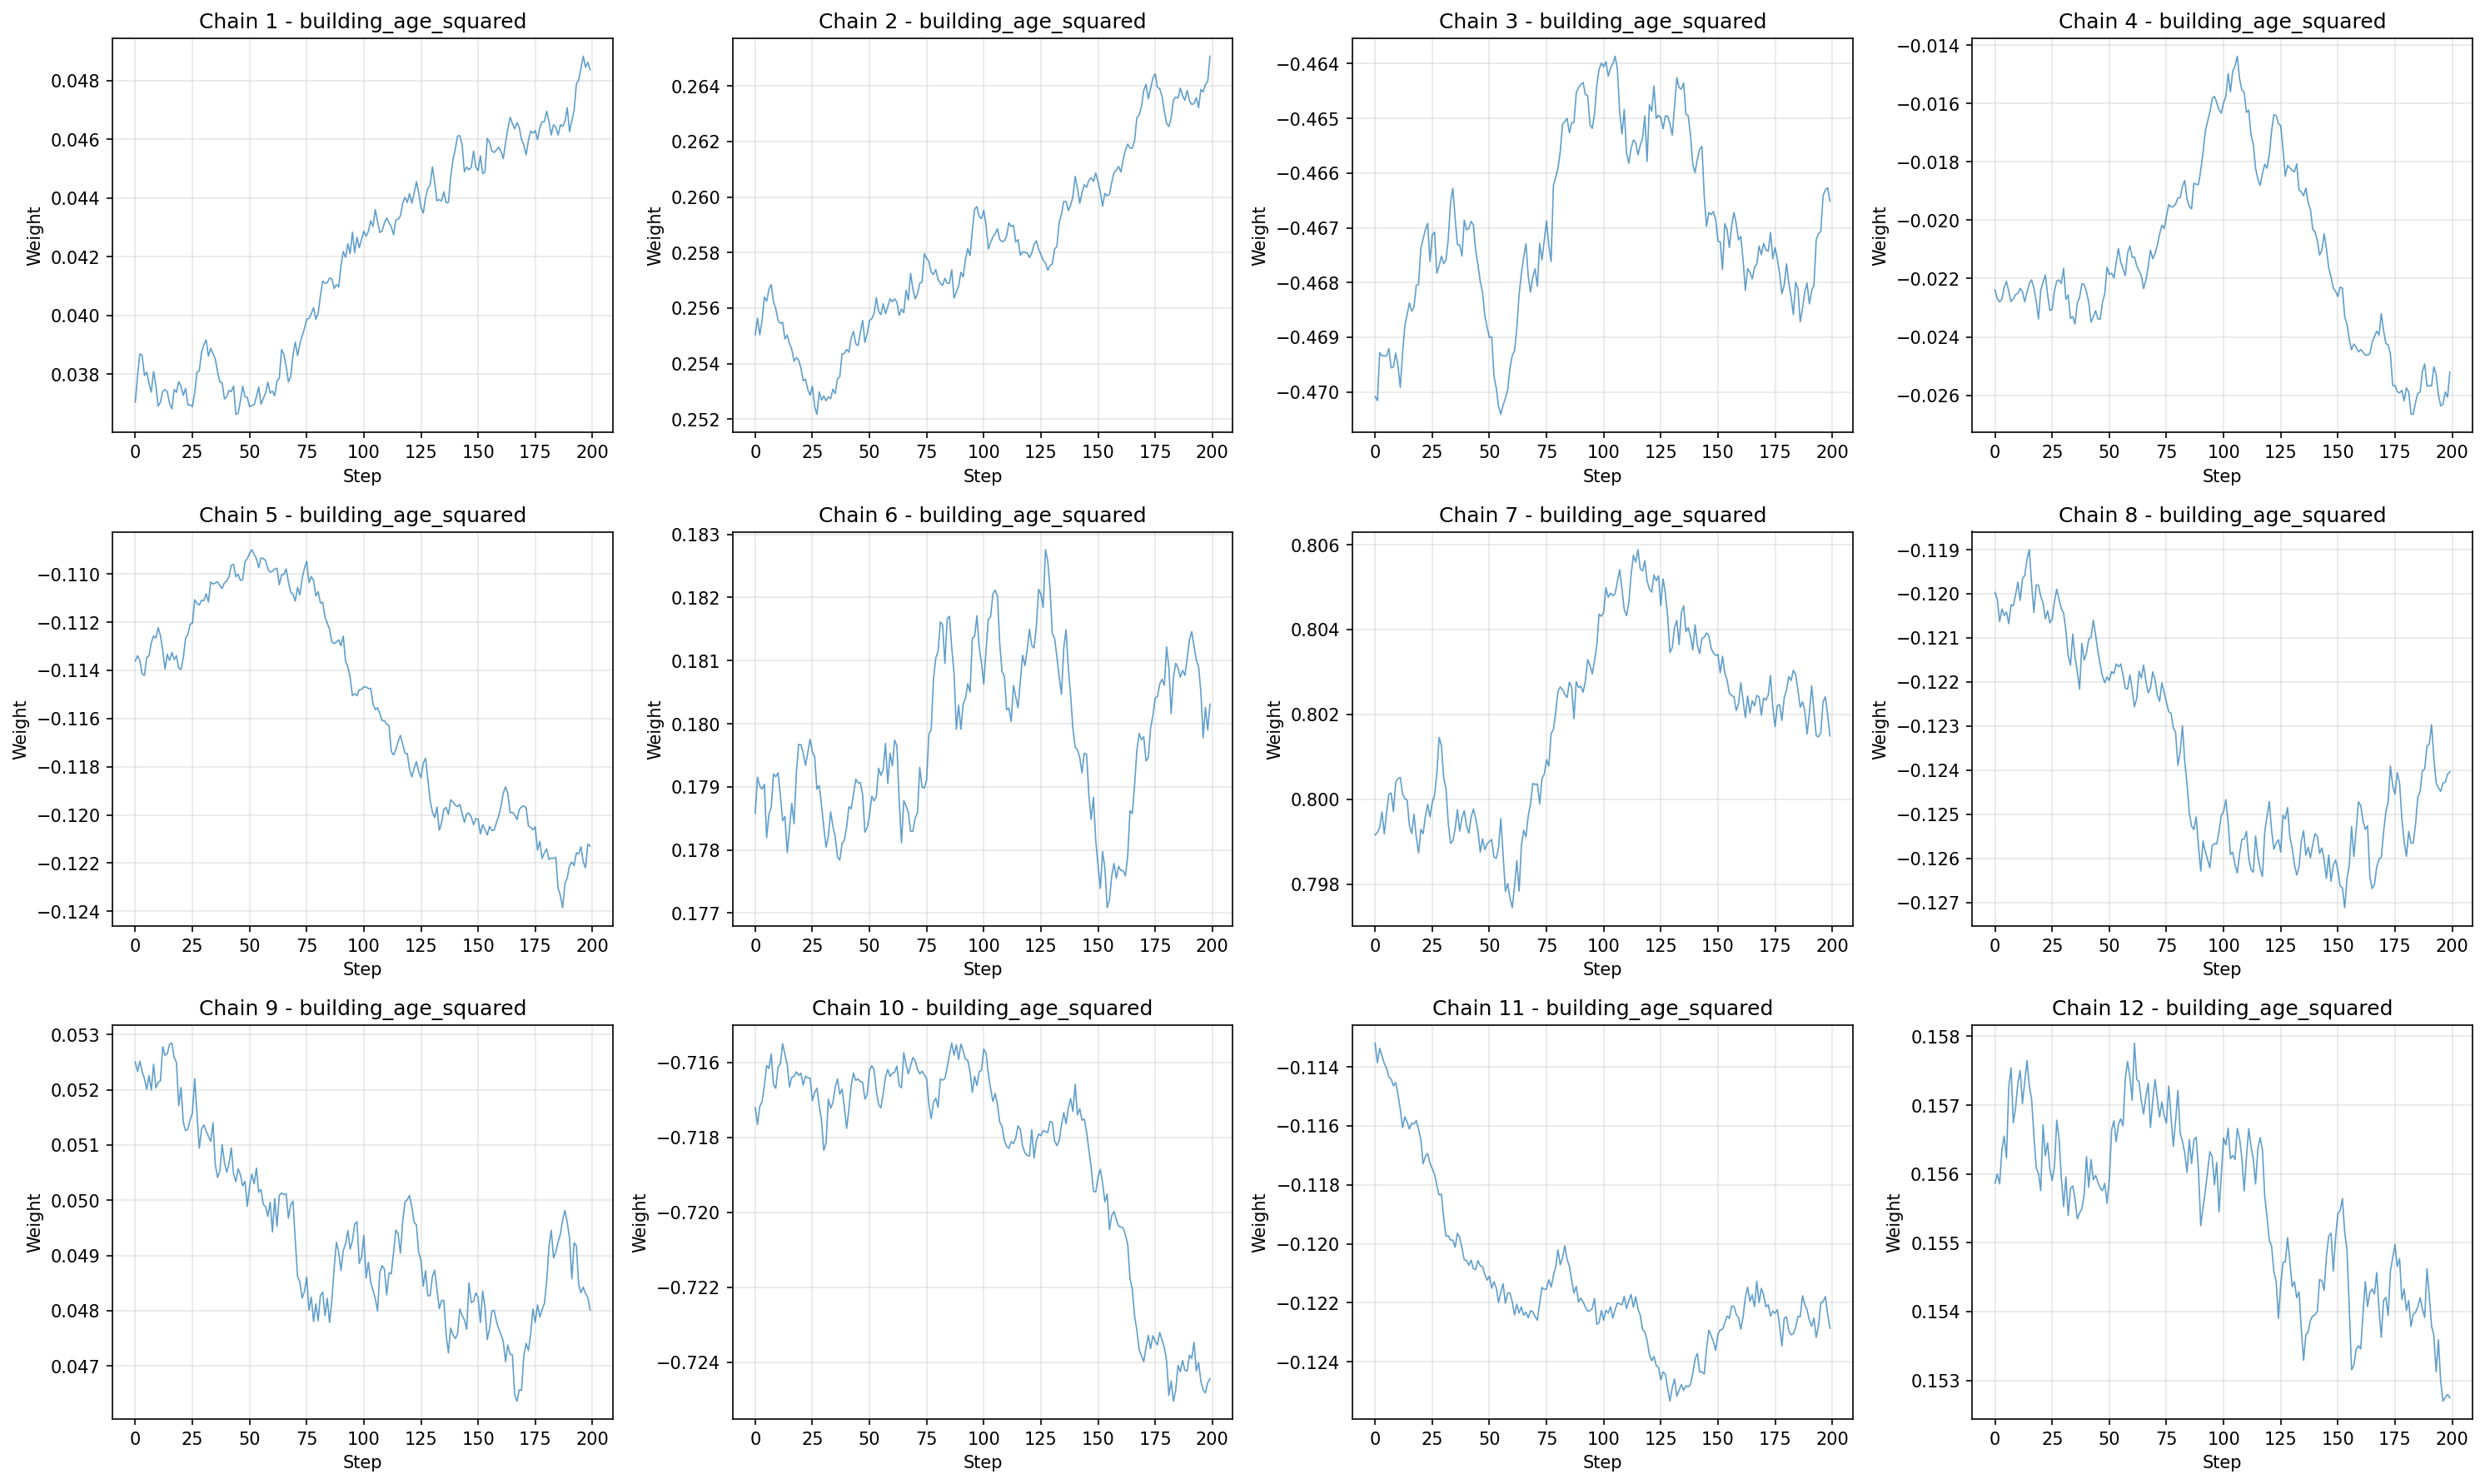 Chain 1 - building_age_squared
0.048
0.046
0.044
0.042
0.040
0.038
Weight
0 25 50 75 100 125 150 175 200
Step
Chain 2 - building_age_squared
0.264
0.262
0.260
0.258
0.256
0.254
0.252
Weight
0 25 50 75 100 125 150 175 200
Step
Chain 3 - building_age_squared
−0.464
−0.465
−0.466
−0.467
−0.468
−0.469
−0.470
Weight
0 25 50 75 100 125 150 175 200
Step
Chain 4 - building_age_squared
−0.014
−0.016
−0.018
−0.020
−0.022
−0.024
−0.026
Weight
0 25 50 75 100 125 150 175 200
Step
Chain 5 - building_age_squared
−0.110
−0.112
−0.114
−0.116
−0.118
−0.120
−0.122
−0.124
Weight
0 25 50 75 100 125 150 175 200
Step
Chain 6 - building_age_squared
0.183
0.182
0.181
0.180
0.179
0.178
0.177
Weight
0 25 50 75 100 125 150 175 200
Step
Chain 7 - building_age_squared
0.806
0.804
0.802
0.800
0.798
Weight
0 25 50 75 100 125 150 175 200
Step
Chain 8 - building_age_squared
−0.119
−0.120
−0.121
−0.122
−0.123
−0.124
−0.125
−0.126
−0.127
Weight
0 25 50 75 100 125 150 175 200
Step
Chain 9 - building_age_squared
0.053
0.052
0.051
0.050
0.049
0.048
0.047
Weight
0 25 50 75 100 125 150 175 200
Step
Chain 10 - building_age_squared
−0.716
−0.718
−0.720
−0.722
−0.724
Weight
0 25 50 75 100 125 150 175 200
Step
Chain 11 - building_age_squared
−0.114
−0.116
−0.118
−0.120
−0.122
−0.124
Weight
0 25 50 75 100 125 150 175 200
Step
Chain 12 - building_age_squared
0.158
0.157
0.156
0.155
0.154
0.153
Weight
0 25 50 75 100 125 150 175 200
Step